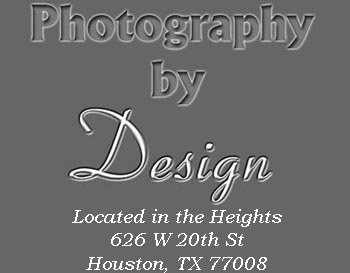 Photography
by
Design
Located in the Heights
626 W 20th St
Houston, TX 77008